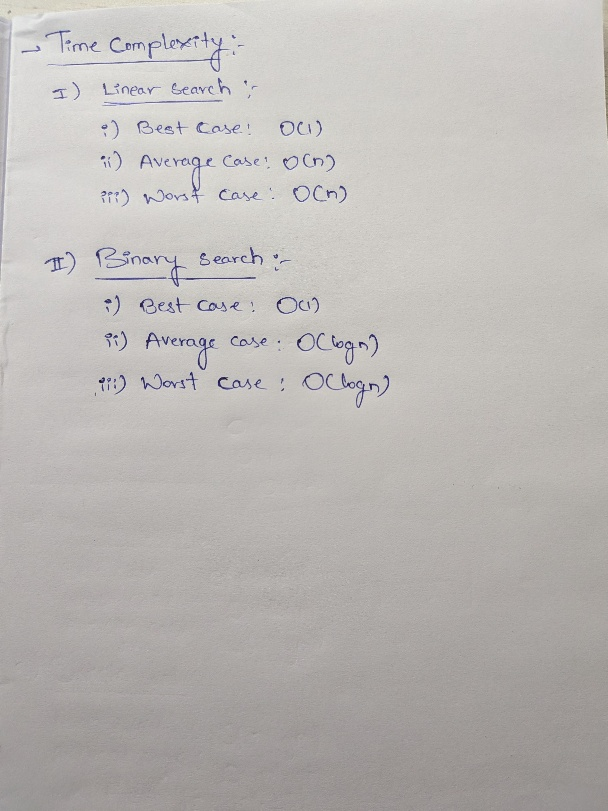 → Time Complexity:-
I) Linear Search :-
i) Best Case: O(1)
ii) Average Case: O(n)
iii) Worst Case: O(n)
II) Binary Search :-
i) Best Case: O(1)
ii) Average Case: O(logn)
iii) Worst Case: O(logn)